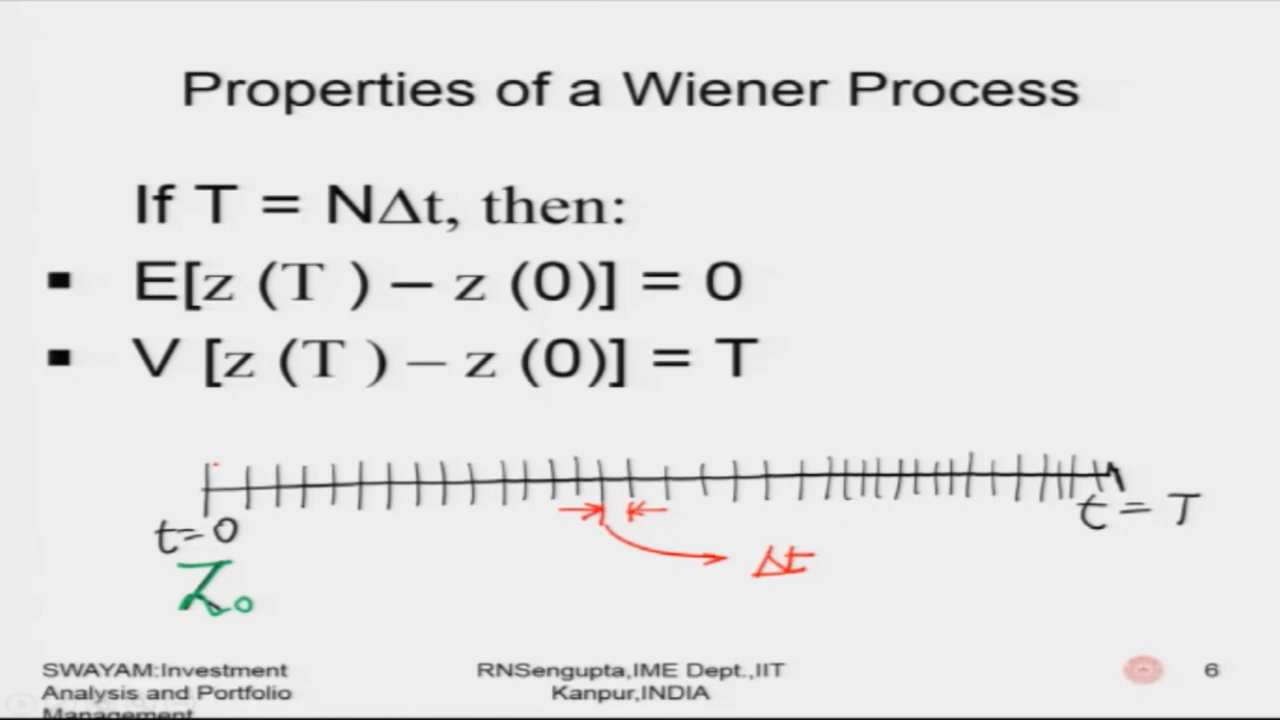 Properties of a Wiener Process
If T = NΔt, then:
▪ E[z (T ) – z (0)] = 0
▪ V [z (T ) – z (0)] = T
t=0
t = T
Δt
Z₀
SWAYAM:Investment
Analysis and Portfolio
Management
RNSengupta,IME Dept.,IIT
Kanpur,INDIA
6